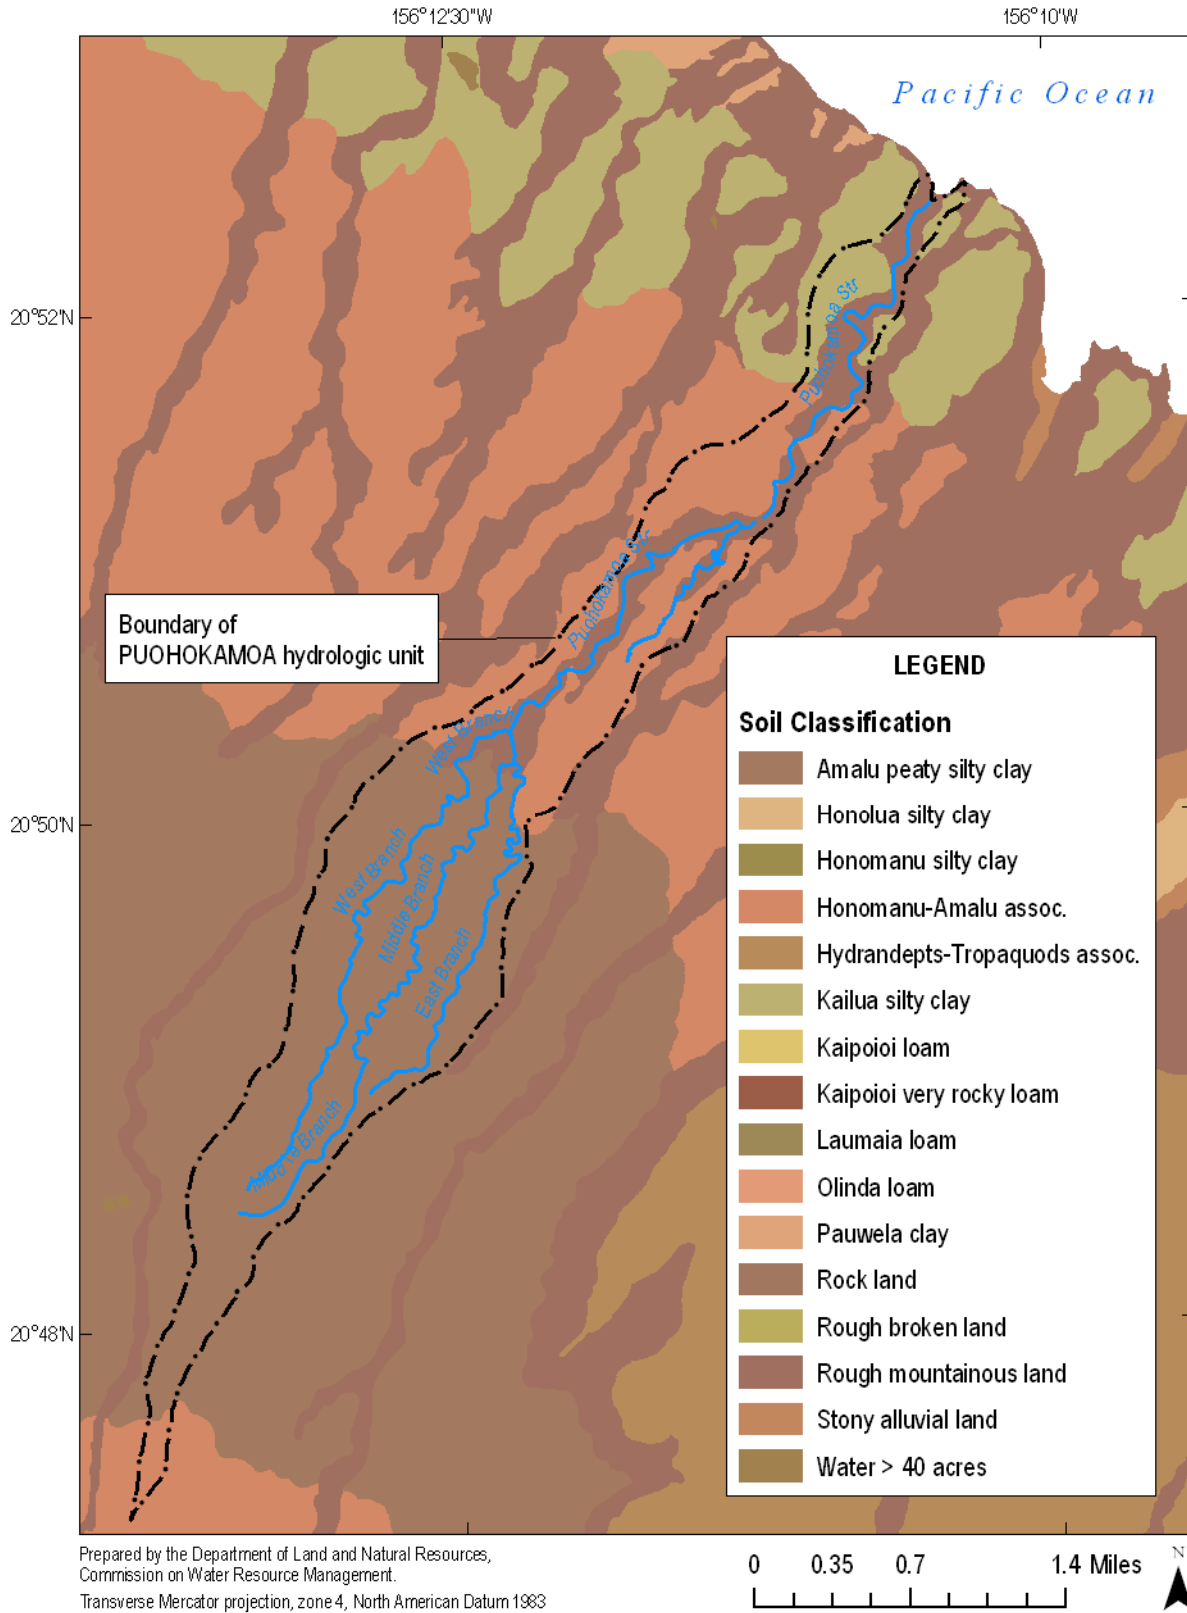 156°12'30"W
156°10'W
Pacific Ocean
20°52'N
Puohokamoa Str
Puohokamoa Str
Boundary of
PUOHOKAMOA hydrologic unit
West Branch
20°50'N
West Branch
Middle Branch
East Branch
Middle Branch
20°48'N
LEGEND
Soil Classification
Amalu peaty silty clay
Honolua silty clay
Honomanu silty clay
Honomanu-Amalu assoc.
Hydrandepts-Tropaquods assoc.
Kailua silty clay
Kaipoioi loam
Kaipoioi very rocky loam
Laumaia loam
Olinda loam
Pauwela clay
Rock land
Rough broken land
Rough mountainous land
Stony alluvial land
Water > 40 acres
Prepared by the Department of Land and Natural Resources,
Commission on Water Resource Management.
Transverse Mercator projection, zone 4, North American Datum 1983
0 0.35 0.7 1.4 Miles
N